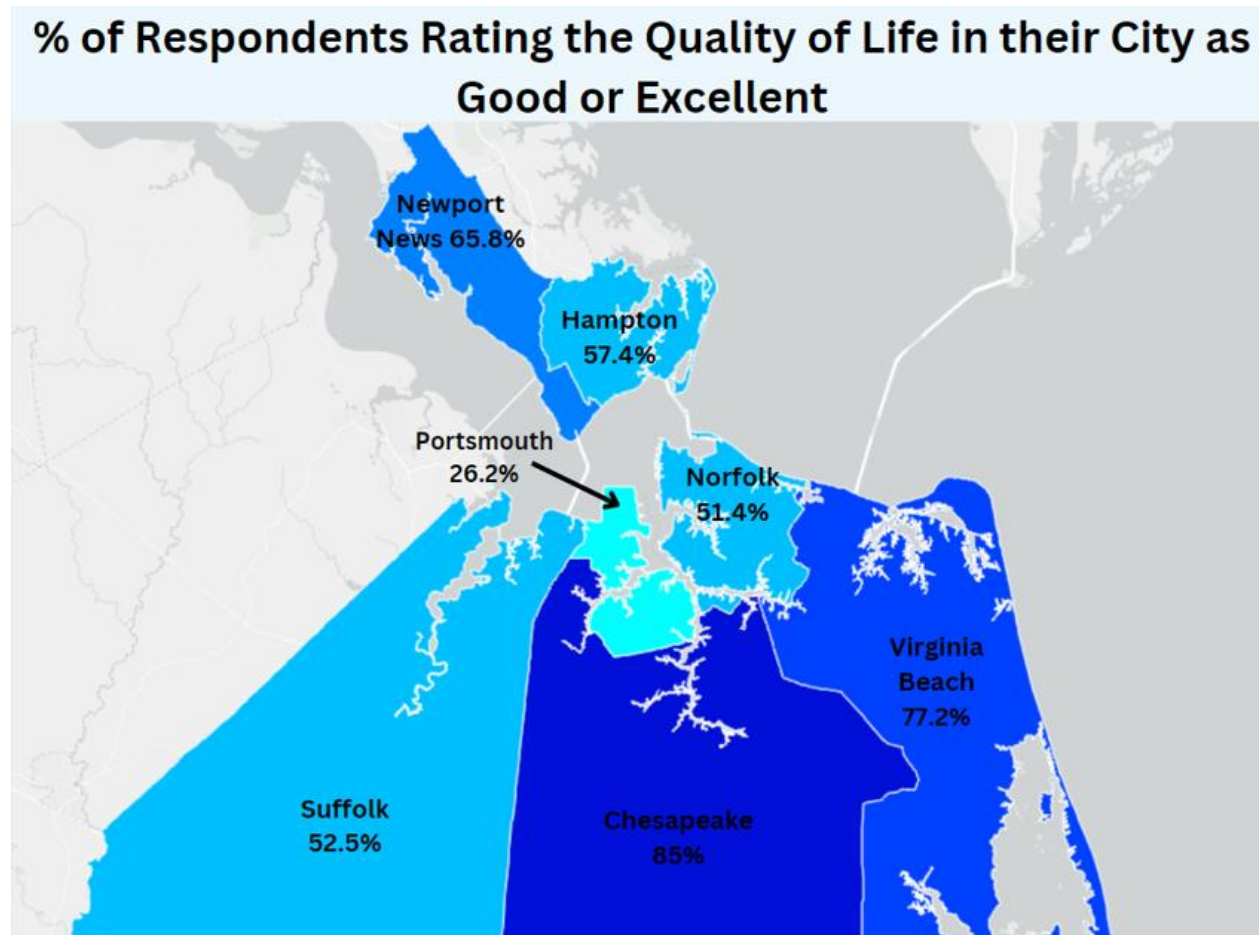 % of Respondents Rating the Quality of Life in their City as
Good or Excellent
Newport
News 65.8%
Hampton
57.4%
Portsmouth
26.2%
Norfolk
51.4%
Virginia
Beach
77.2%
Suffolk
52.5%
Chesapeake
85%